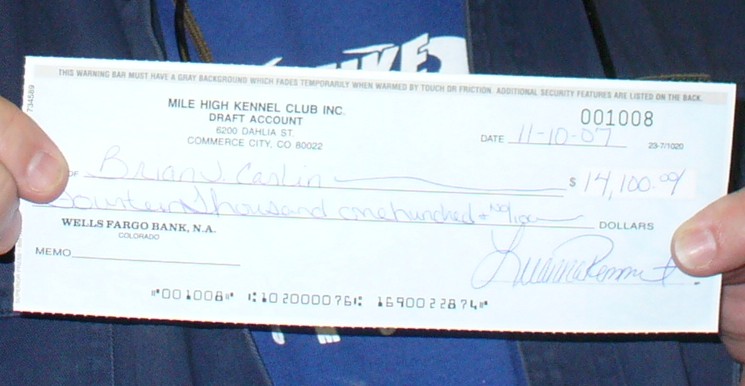 THIS WARNING BAR MUST HAVE A GRAY BACKGROUND WHICH FADES TEMPORARILY WHEN WARMED BY TOUCH OR FRICTION. ADDITIONAL SECURITY FEATURES ARE LISTED ON THE BACK.
734589
MILE HIGH KENNEL CLUB INC.
DRAFT ACCOUNT
6200 DAHLIA ST.
COMMERCE CITY, CO 80022
001008
DATE 11-10-07 23-7/1020
OF Brian J. Carlin $ 14,100.00
Fourteen Thousand one hundred + No/100 DOLLARS
WELLS FARGO BANK, N.A.
COLORADO
MEMO
⑈001008⑈ ⑆102000076⑆ 1690022874⑈